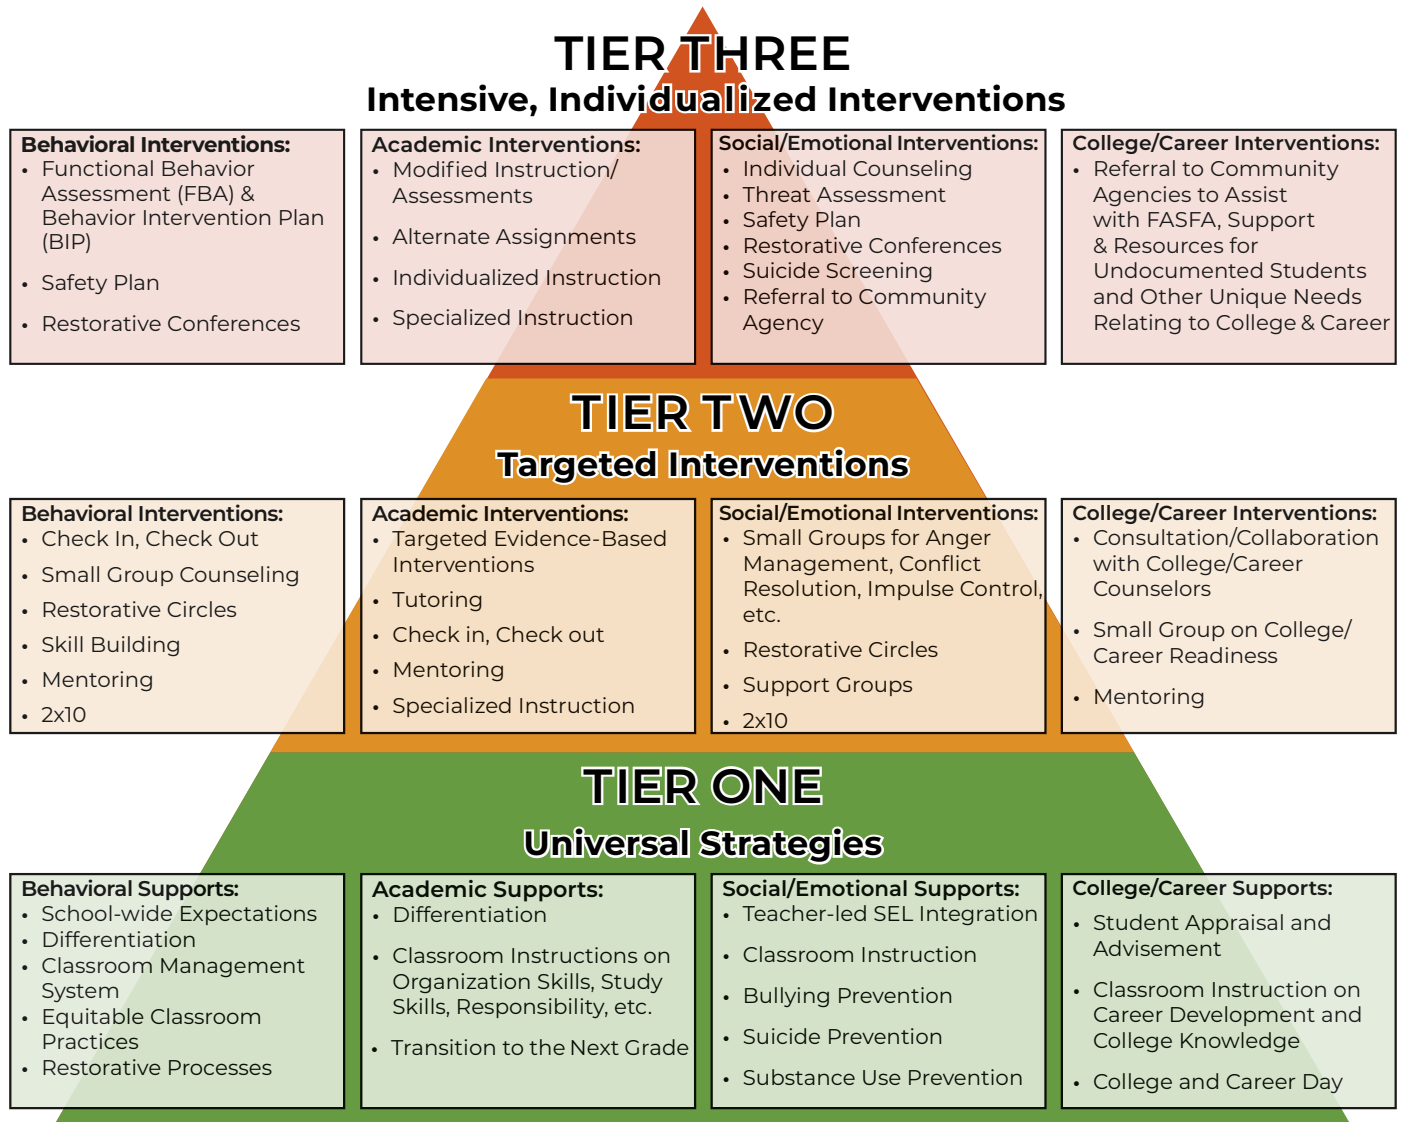 TIER THREE
Intensive, Individualized Interventions
Behavioral Interventions:
• Functional Behavior
Assessment (FBA) &
Behavior Intervention Plan
(BIP)
• Safety Plan
• Restorative Conferences
Academic Interventions:
• Modified Instruction/
Assessments
• Alternate Assignments
• Individualized Instruction
• Specialized Instruction
Social/Emotional Interventions:
• Individual Counseling
• Threat Assessment
• Safety Plan
• Restorative Conferences
• Suicide Screening
• Referral to Community
Agency
College/Career Interventions:
• Referral to Community
Agencies to Assist
with FASFA, Support
& Resources for
Undocumented Students
and Other Unique Needs
Relating to College & Career
TIER TWO
Targeted Interventions
Behavioral Interventions:
• Check In, Check Out
• Small Group Counseling
• Restorative Circles
• Skill Building
• Mentoring
• 2x10
Academic Interventions:
• Targeted Evidence-Based
Interventions
• Tutoring
• Check in, Check out
• Mentoring
• Specialized Instruction
Social/Emotional Interventions:
• Small Groups for Anger
Management, Conflict
Resolution, Impulse Control,
etc.
• Restorative Circles
• Support Groups
• 2x10
College/Career Interventions:
• Consultation/Collaboration
with College/Career
Counselors
• Small Group on College/
Career Readiness
• Mentoring
TIER ONE
Universal Strategies
Behavioral Supports:
• School-wide Expectations
• Differentiation
• Classroom Management
System
• Equitable Classroom
Practices
• Restorative Processes
Academic Supports:
• Differentiation
• Classroom Instructions on
Organization Skills, Study
Skills, Responsibility, etc.
• Transition to the Next Grade
Social/Emotional Supports:
• Teacher-led SEL Integration
• Classroom Instruction
• Bullying Prevention
• Suicide Prevention
• Substance Use Prevention
College/Career Supports:
• Student Appraisal and
Advisement
• Classroom Instruction on
Career Development and
College Knowledge
• College and Career Day